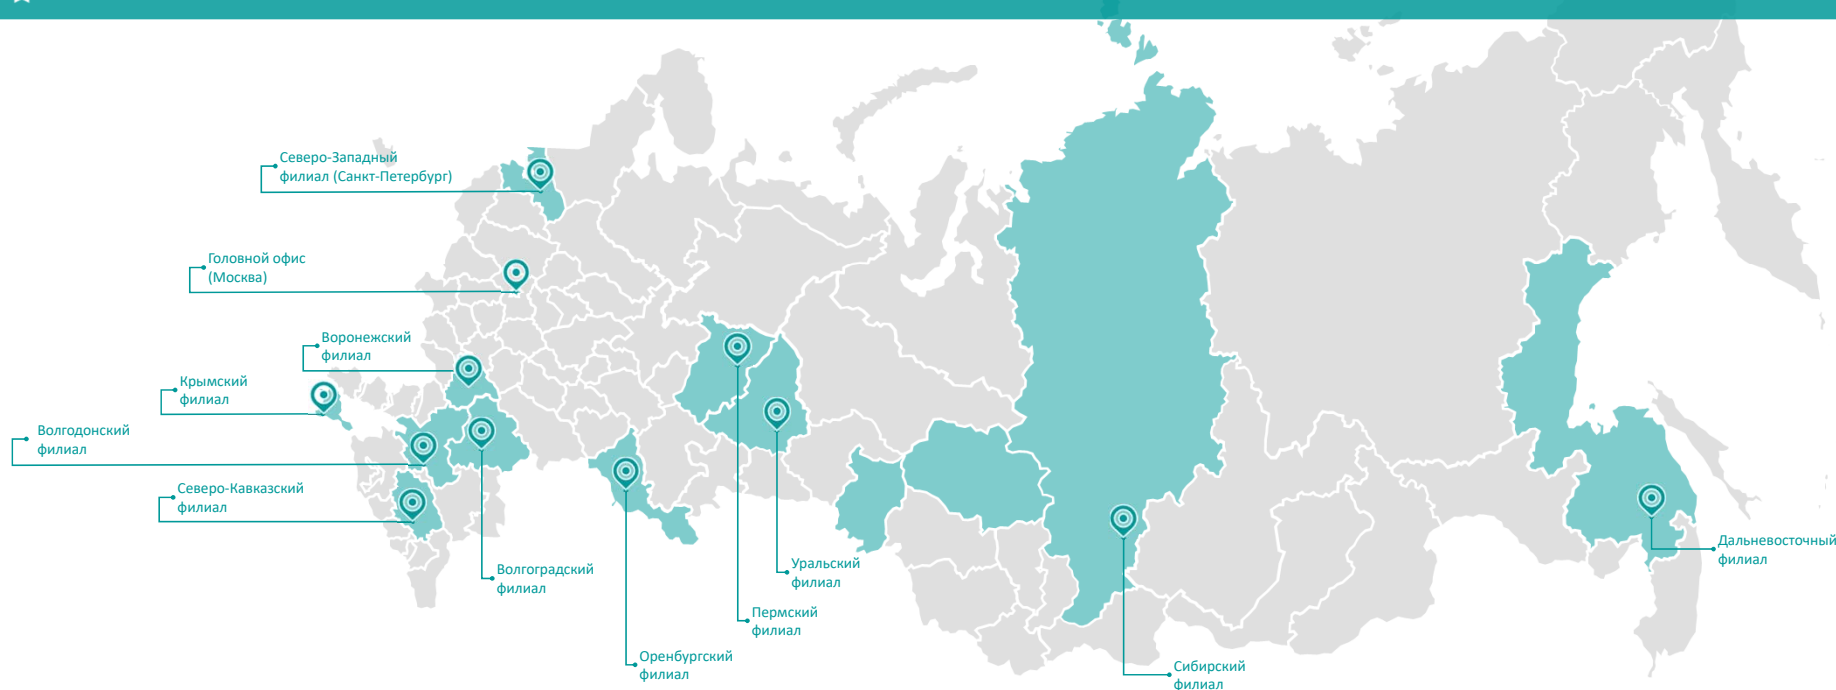 Северо-Западный
филиал (Санкт-Петербург)
Головной офис
(Москва)
Воронежский
филиал
Крымский
филиал
Волгодонский
филиал
Северо-Кавказский
филиал
Волгоградский
филиал
Оренбургский
филиал
Пермский
филиал
Уральский
филиал
Сибирский
филиал
Дальневосточный
филиал